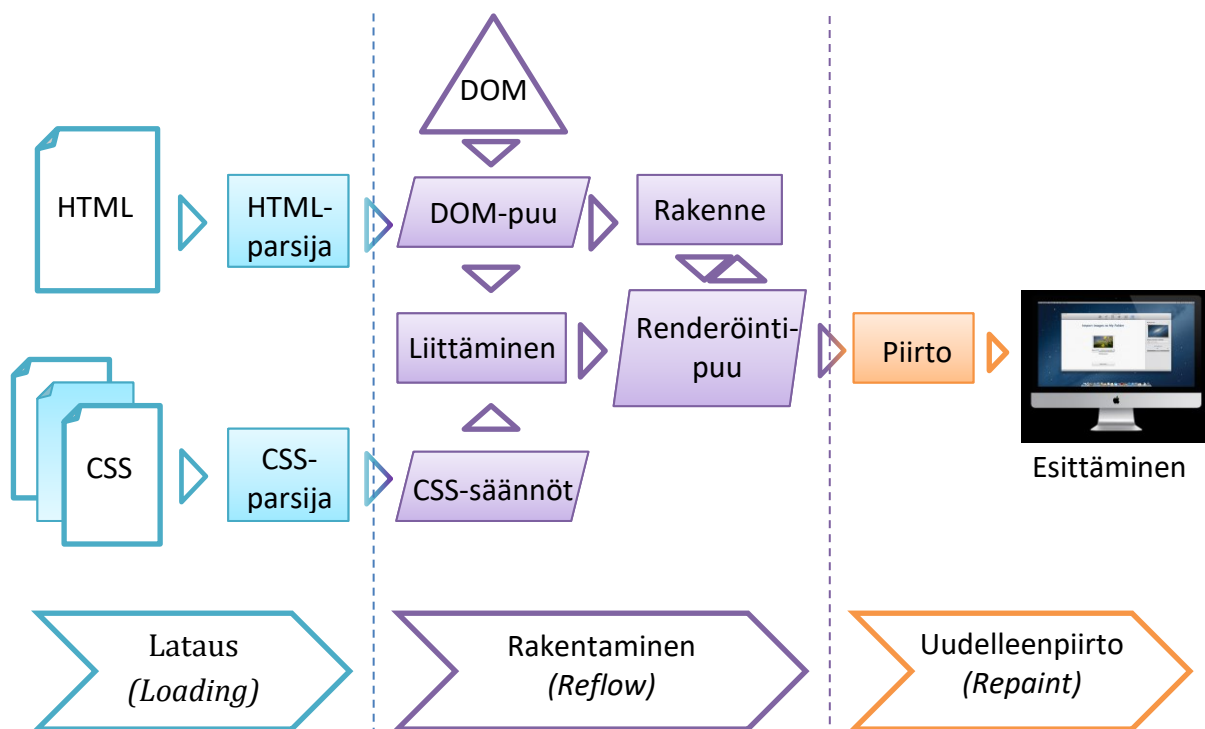 DOM
HTML
HTML-
parsija
DOM-puu
Rakenne
Liittäminen
Renderöinti-
puu
Piirto
CSS
CSS-
parsija
CSS-säännöt
Esittäminen
Lataus
(Loading)
Rakentaminen
(Reflow)
Uudelleenpiirto
(Repaint)